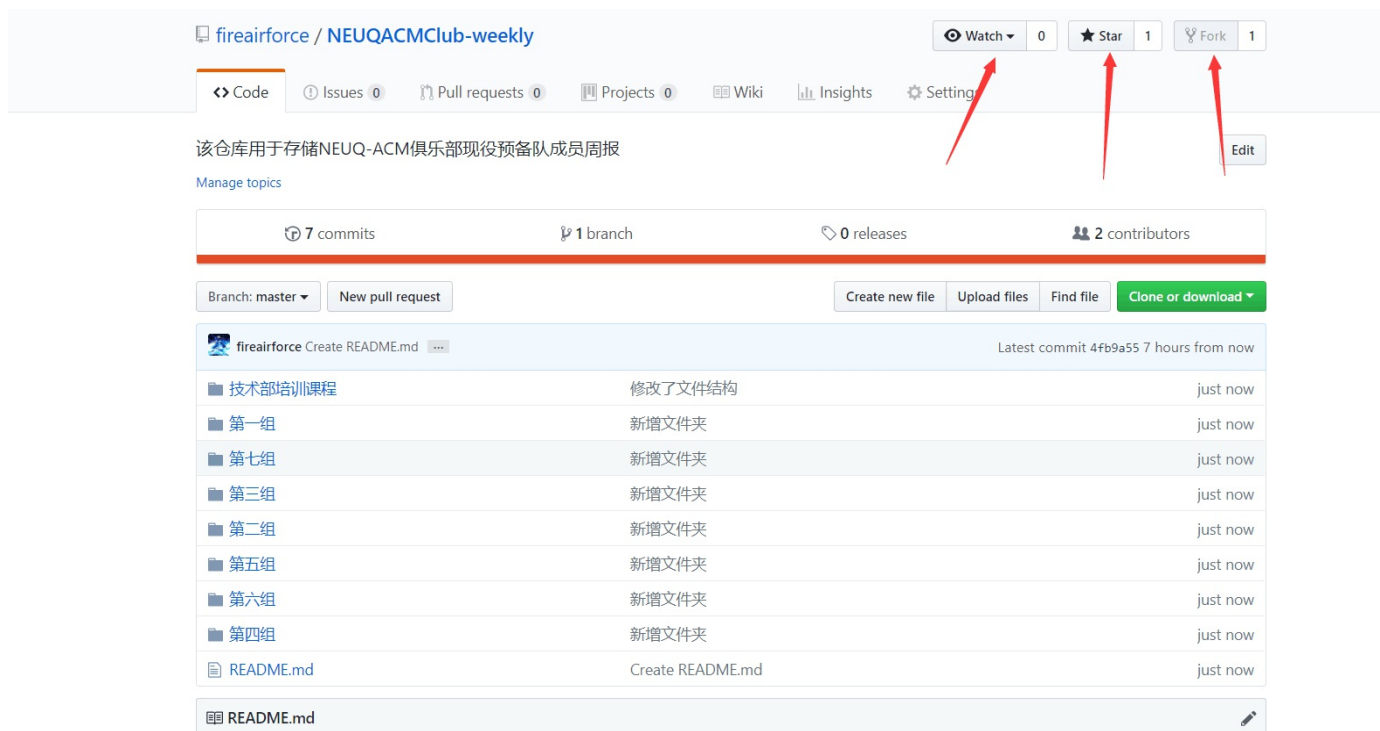 fireairforce / NEUQACMClub-weekly Watch 0 Star 1 Fork 1
Code Issues 0 Pull requests 0 Projects 0 Wiki Insights Settings
该仓库用于存储NEUQ-ACM俱乐部现役预备队成员周报 Edit
Manage topics
7 commits 1 branch 0 releases 2 contributors
Branch: master New pull request Create new file Upload files Find file Clone or download
fireairforce Create README.md ... Latest commit 4fb9a55 7 hours from now
技术部培训课程 修改了文件结构 just now
第一组 新增文件夹 just now
第七组 新增文件夹 just now
第三组 新增文件夹 just now
第二组 新增文件夹 just now
第五组 新增文件夹 just now
第六组 新增文件夹 just now
第四组 新增文件夹 just now
README.md Create README.md just now
README.md